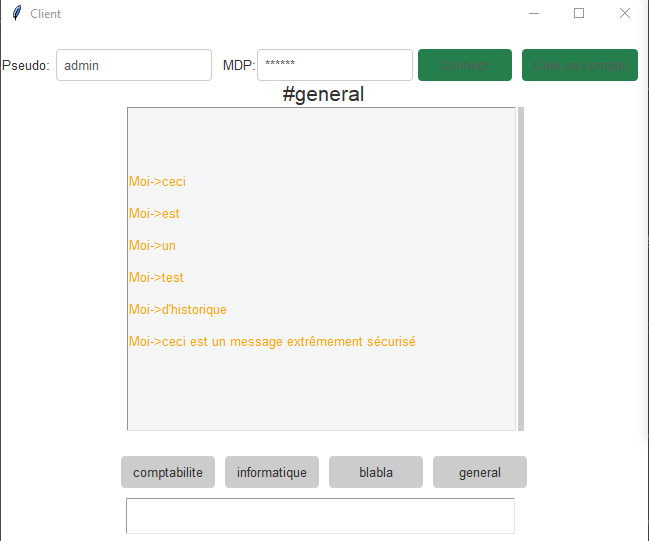 Client
Pseudo: admin MDP: ****** Connect Créer un compte
#general
Moi->ceci
Moi->est
Moi->un
Moi->test
Moi->d'historique
Moi->ceci est un message extrêmement sécurisé
comptabilite informatique blabla general